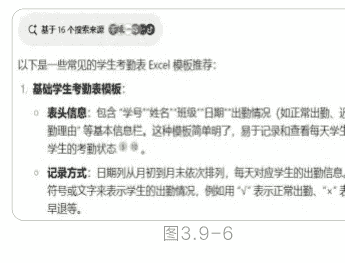 基于 16 个搜索来源
以下是一些常见的学生考勤表 Excel 模板推荐：
1. 基础学生考勤表模板：
○ 表头信息：包含 "学号""姓名""班级""日期""出勤情况（如正常出勤、迟
勤理由" 等基本信息栏。这种模板简单明了，易于记录和查看每天学生
学生的考勤状态
○ 记录方式：日期列从月初到月末依次排列，每天对应学生的出勤信息。
符号或文字来表示学生的出勤情况，例如用 "√" 表示正常出勤、"×" 表
早退等。
图3.9-6